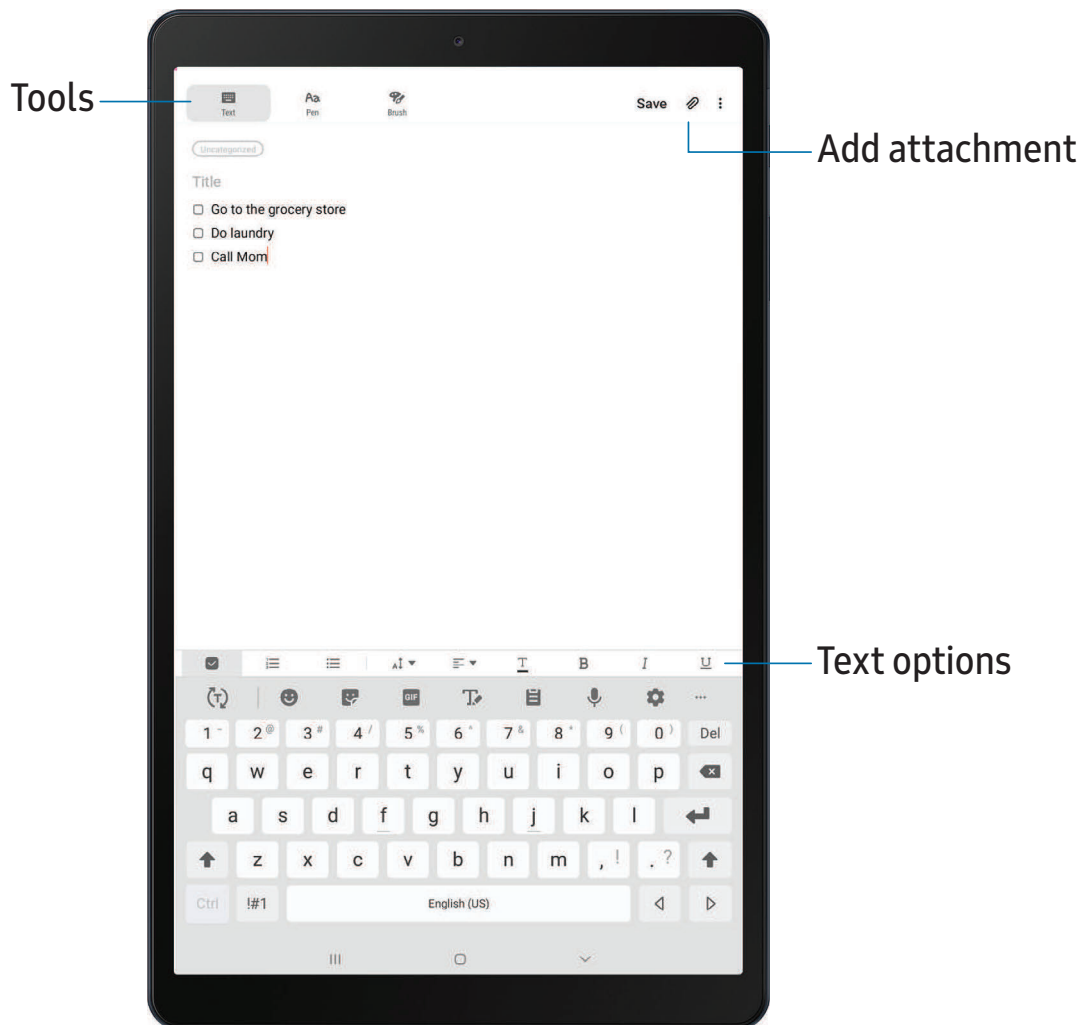 Tools
Text
Aa
Pen
Brush
Save
Add attachment
Uncategorized
Title
Go to the grocery store
Do laundry
Call Mom
Text options
T B I U
T GIF T
1 - 2 @ 3 # 4 / 5 % 6 ^ 7 & 8 * 9 ( 0 ) Del
q w e r t y u i o p
a s d f g h j k l
z x c v b n m , ! . ?
Ctrl !#1 English (US)